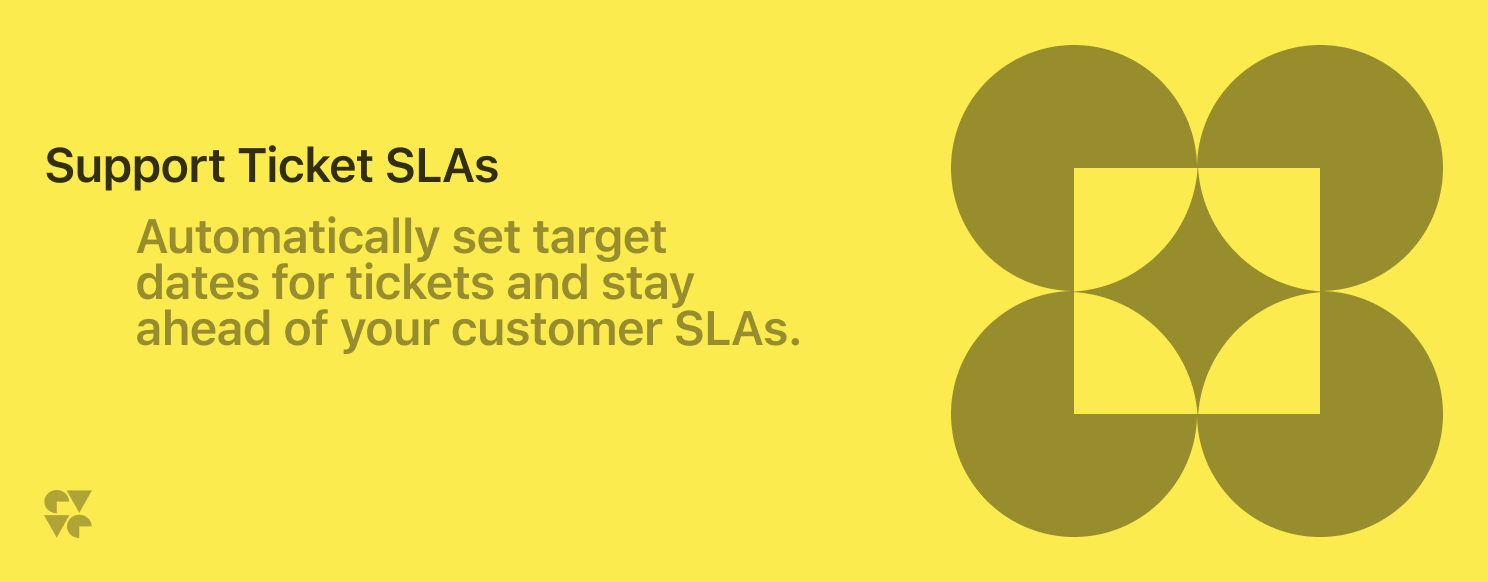 Support Ticket SLAs
Automatically set target
dates for tickets and stay
ahead of your customer SLAs.